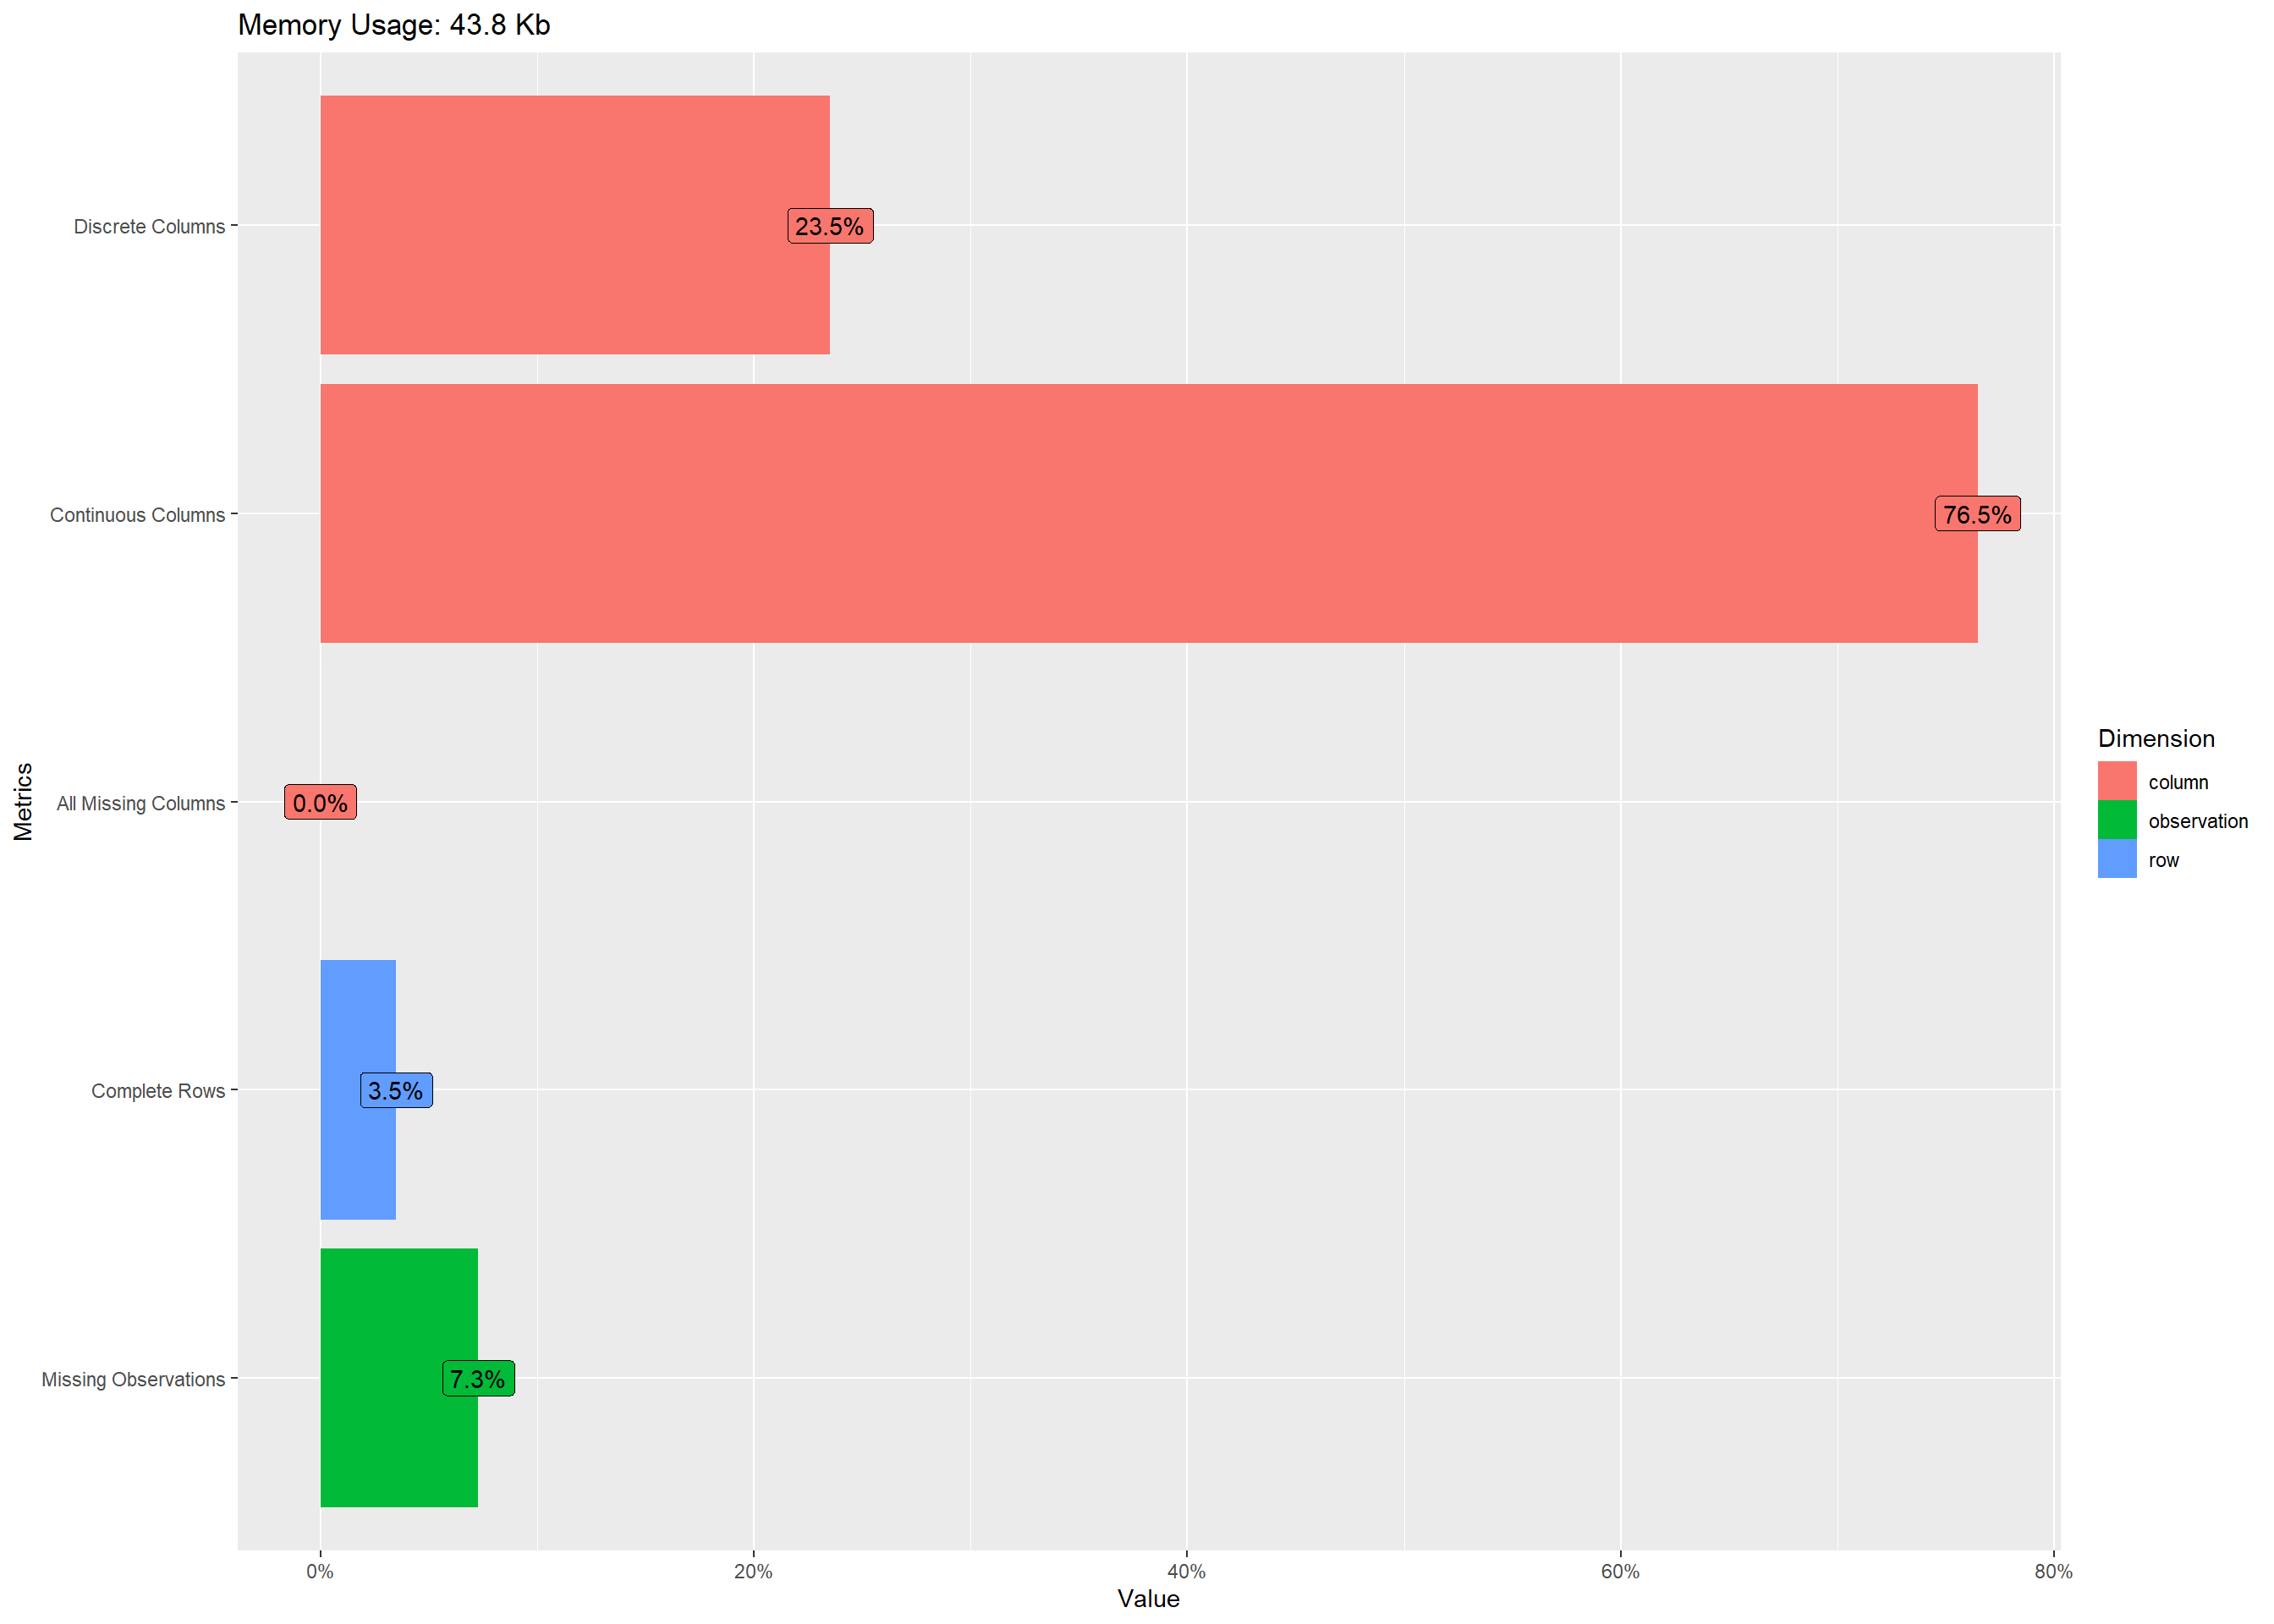 Memory Usage: 43.8 Kb
Discrete Columns
23.5%
Continuous Columns
76.5%
All Missing Columns
0.0%
Complete Rows
3.5%
Missing Observations
7.3%
Metrics
0%
20%
40%
60%
80%
Value
Dimension
column
observation
row